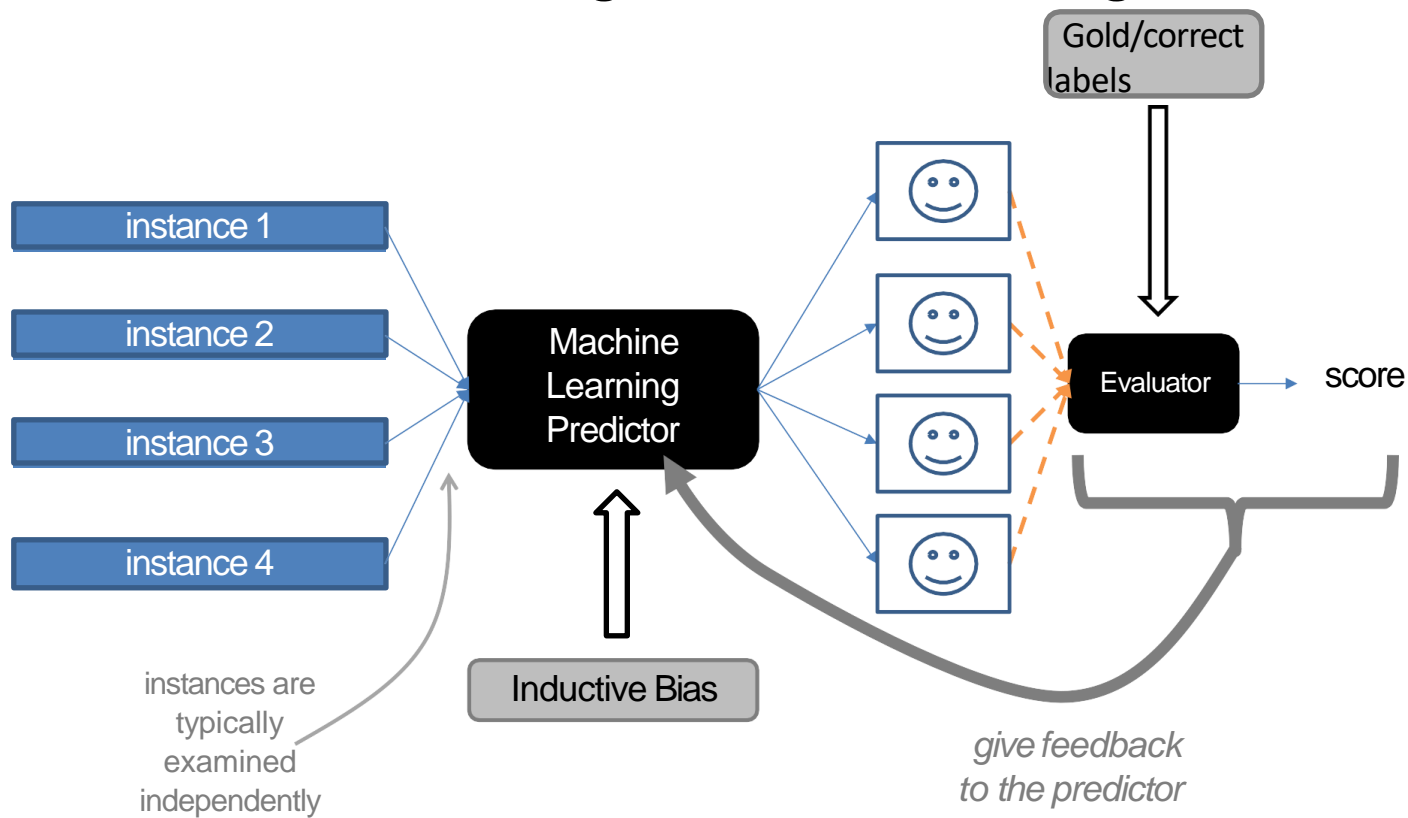 Gold/correct
labels
instance 1
instance 2
instance 3
instance 4
Machine
Learning
Predictor
Evaluator
score
Inductive Bias
instances are
typically
examined
independently
give feedback
to the predictor